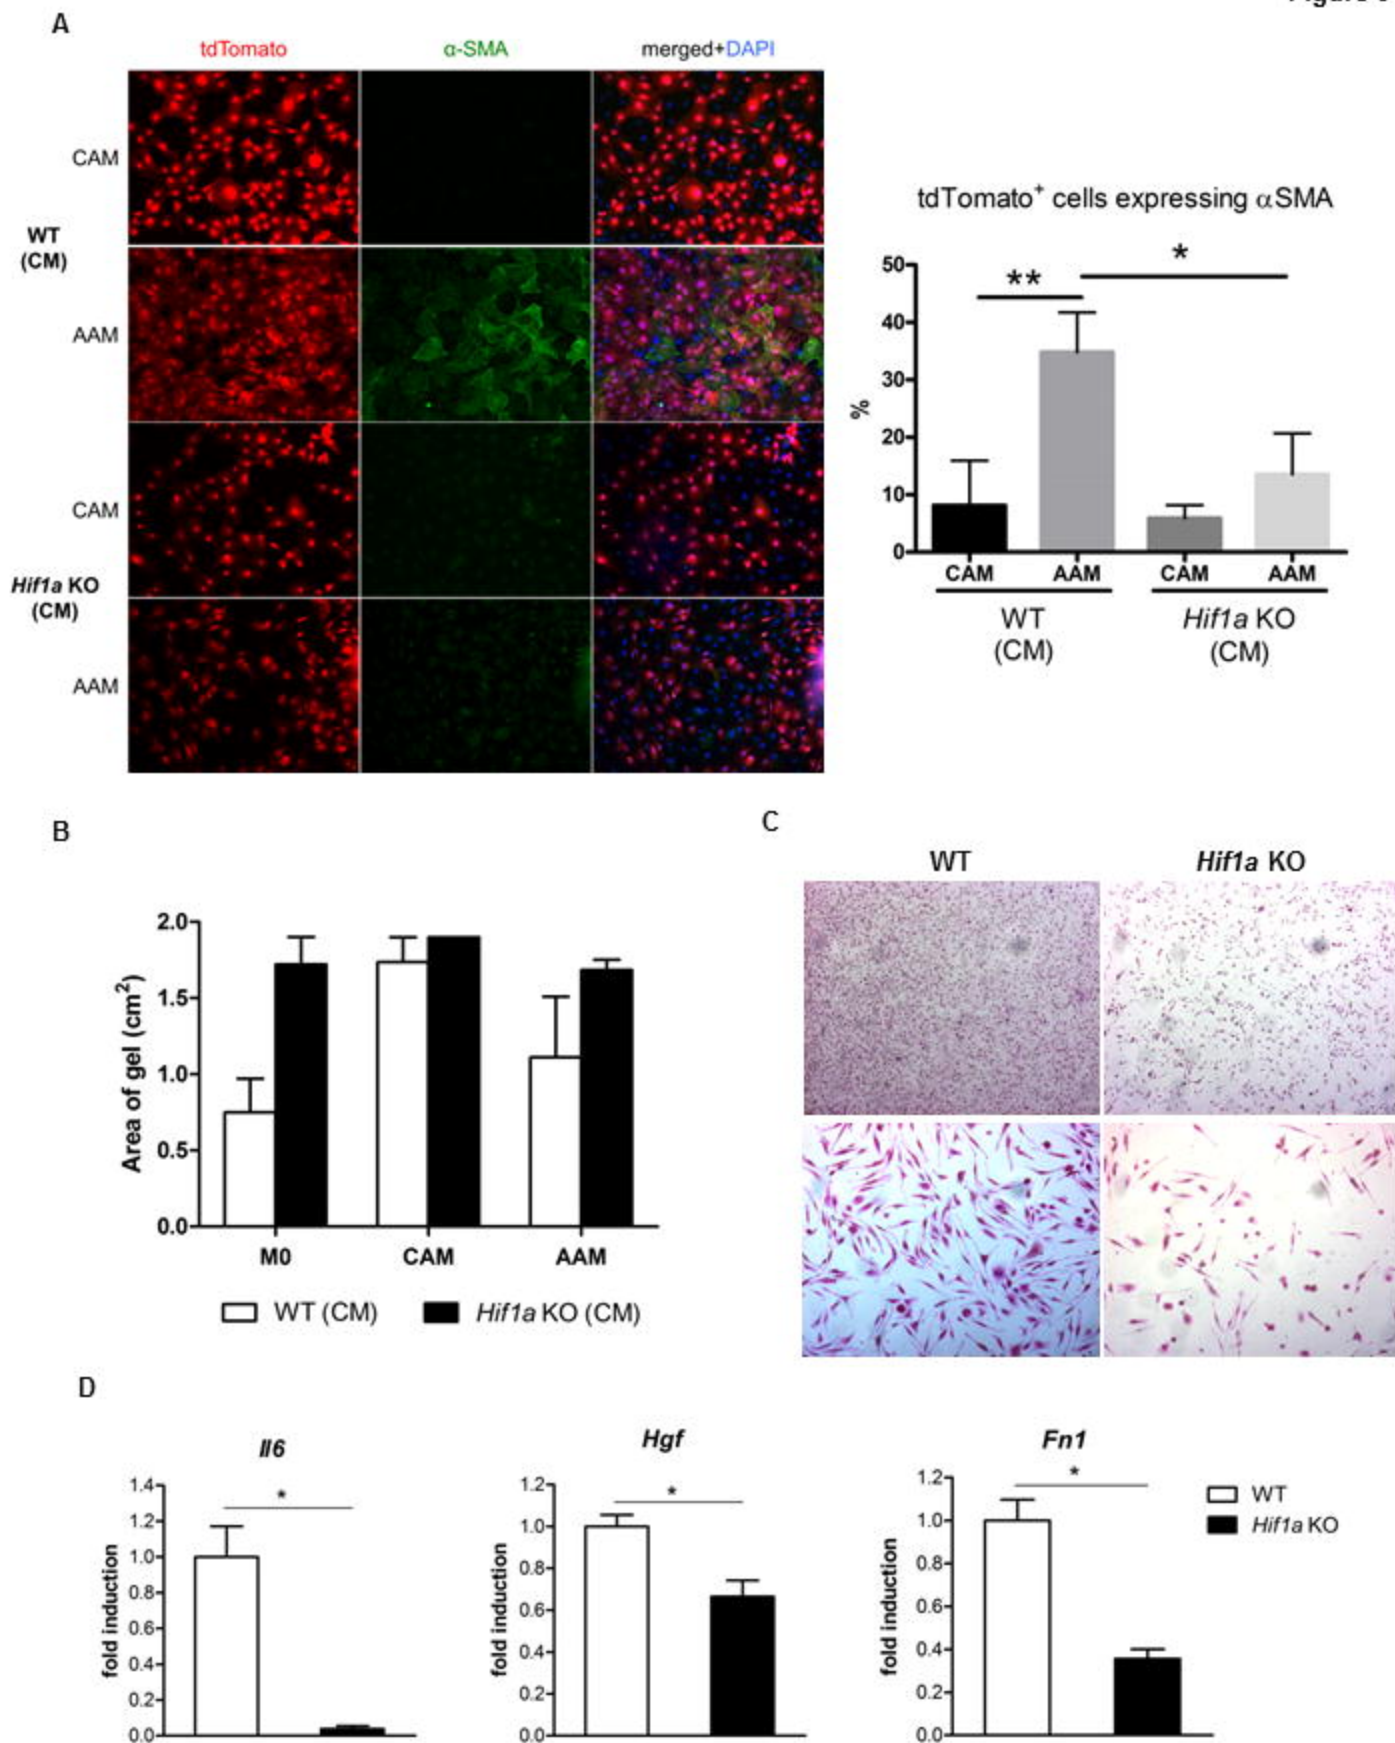 A
tdTomato
α-SMA
merged+DAPI
CAM
WT
(CM)
AAM
CAM
Hif1a KO
(CM)
AAM
tdTomato+ cells expressing αSMA
**
*
50
40
30
20
10
0
%
CAM AAM CAM AAM
WT
(CM)
Hif1a KO
(CM)
B
2.0
1.5
1.0
0.5
0.0
Area of gel (cm2)
M0 CAM AAM
WT (CM) Hif1a KO (CM)
C
WT Hif1a KO
D
Il6
*
1.4
1.2
1.0
0.8
0.6
0.4
0.2
0.0
fold induction
Hgf
*
1.2
1.0
0.8
0.6
0.4
0.2
0.0
fold induction
Fn1
*
1.2
1.0
0.8
0.6
0.4
0.2
0.0
fold induction
WT
Hif1a KO